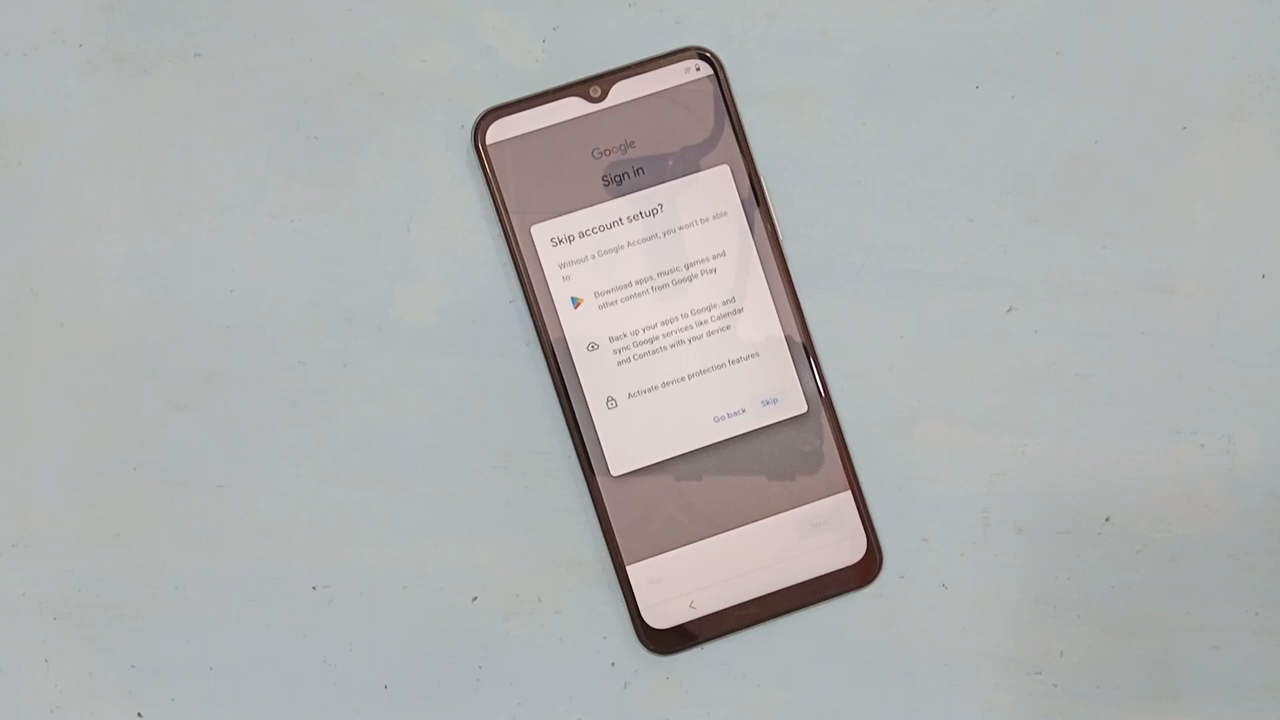 Google
Sign in
Skip account setup?
Without a Google Account, you won't be able
to:
Download apps, music, games and
other content from Google Play
Back up your apps to Google, and
sync Google services like Calendar
and Contacts with your device
Activate device protection features
Go back Skip
Next
Skip